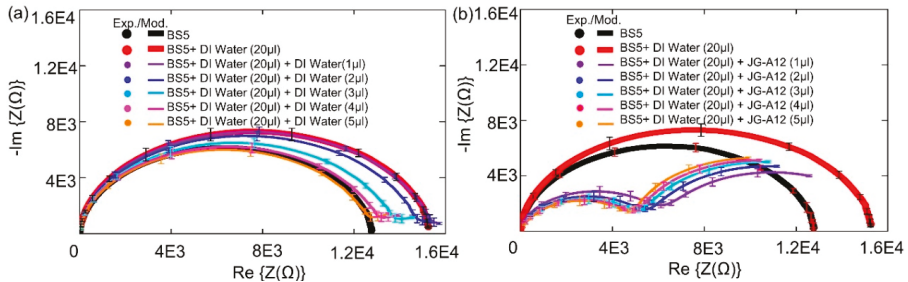 (a)
1.6E4
1.2E4
8E3
4E3
0
-Im {Z(Ω)}
Exp./Mod.
BS5
BS5+ DI Water (20µl)
BS5+ DI Water (20µl) + DI Water (1µl)
BS5+ DI Water (20µl) + DI Water (2µl)
BS5+ DI Water (20µl) + DI Water (3µl)
BS5+ DI Water (20µl) + DI Water (4µl)
BS5+ DI Water (20µl) + DI Water (5µl)
0 4E3 8E3 1.2E4 1.6E4
Re {Z(Ω)}
(b)
1.6E4
1.2E4
8E3
4E3
0
-Im {Z(Ω)}
Exp./Mod.
BS5
BS5+ DI Water (20µl)
BS5+ DI Water (20µl) + JG-A12 (1µl)
BS5+ DI Water (20µl) + JG-A12 (2µl)
BS5+ DI Water (20µl) + JG-A12 (3µl)
BS5+ DI Water (20µl) + JG-A12 (4µl)
BS5+ DI Water (20µl) + JG-A12 (5µl)
0 4E3 8E3 1.2E4 1.6E4
Re {Z(Ω)}